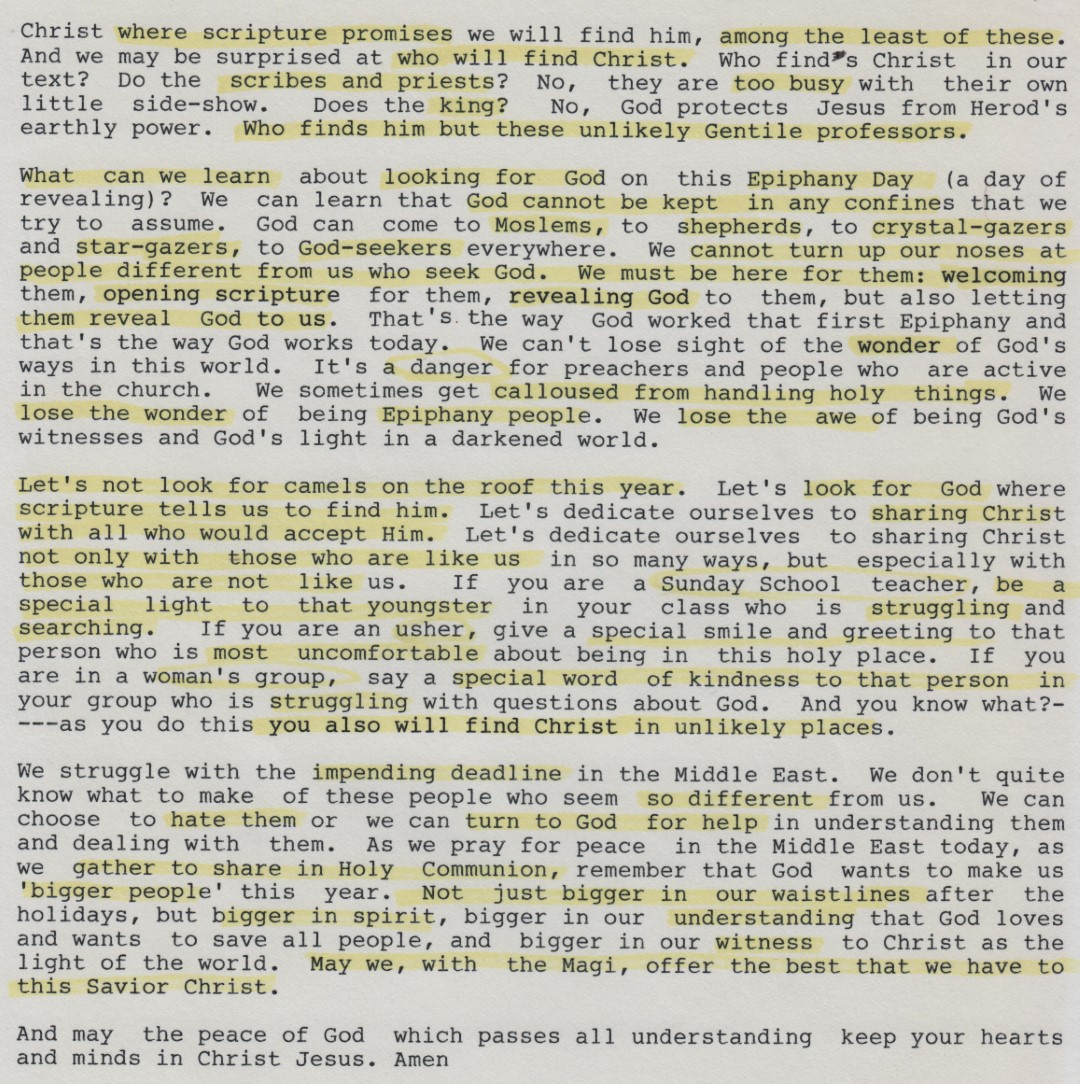 Christ where scripture promises we will find him, among the least of these.
And we may be surprised at who will find Christ. Who find's Christ in our
text? Do the scribes and priests? No, they are too busy with their own
little side-show. Does the king? No, God protects Jesus from Herod's
earthly power. Who finds him but these unlikely Gentile professors.
What can we learn about looking for God on this Epiphany Day (a day of
revealing)? We can learn that God cannot be kept in any confines that we
try to assume. God can come to Moslems, to shepherds, to crystal-gazers
and star-gazers, to God-seekers everywhere. We cannot turn up our noses at
people different from us who seek God. We must be here for them: welcoming
them, opening scripture for them, revealing God to them, but also letting
them reveal God to us. That's the way God worked that first Epiphany and
that's the way God works today. We can't lose sight of the wonder of God's
ways in this world. It's a danger for preachers and people who are active
in the church. We sometimes get calloused from handling holy things. We
lose the wonder of being Epiphany people. We lose the awe of being God's
witnesses and God's light in a darkened world.
Let's not look for camels on the roof this year. Let's look for God where
scripture tells us to find him. Let's dedicate ourselves to sharing Christ
with all who would accept Him. Let's dedicate ourselves to sharing Christ
not only with those who are like us in so many ways, but especially with
those who are not like us. If you are a Sunday School teacher, be a
special light to that youngster in your class who is struggling and
searching. If you are an usher, give a special smile and greeting to that
person who is most uncomfortable about being in this holy place. If you
are in a woman's group, say a special word of kindness to that person in
your group who is struggling with questions about God. And you know what?-
---as you do this you also will find Christ in unlikely places.
We struggle with the impending deadline in the Middle East. We don't quite
know what to make of these people who seem so different from us. We can
choose to hate them or we can turn to God for help in understanding them
and dealing with them. As we pray for peace in the Middle East today, as
we gather to share in Holy Communion, remember that God wants to make us
'bigger people' this year. Not just bigger in our waistlines after the
holidays, but bigger in spirit, bigger in our understanding that God loves
and wants to save all people, and bigger in our witness to Christ as the
light of the world. May we, with the Magi, offer the best that we have to
this Savior Christ.
And may the peace of God which passes all understanding keep your hearts
and minds in Christ Jesus. Amen